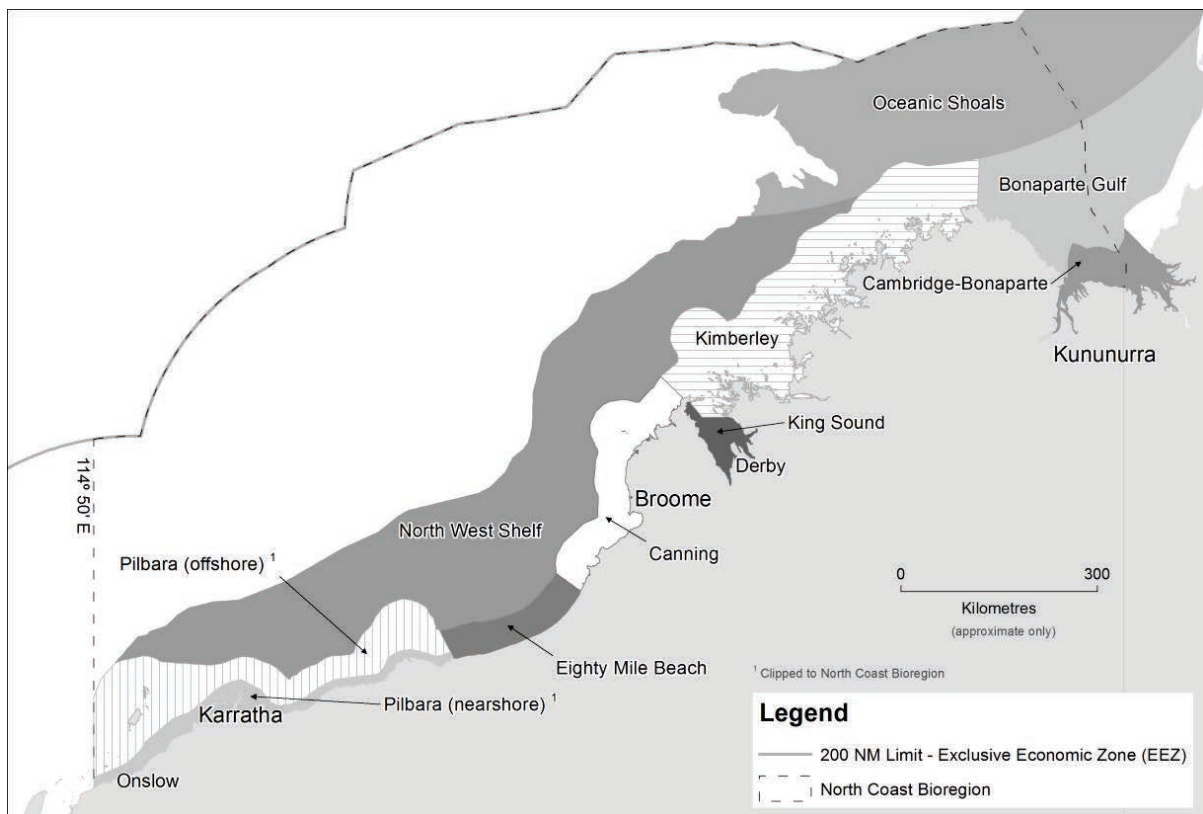 Oceanic Shoals
Bonaparte Gulf
Cambridge-Bonaparte
Kimberley
Kununurra
King Sound
Derby
114º 50' E
Broome
North West Shelf
Canning
Pilbara (offshore) ¹
0 300
Kilometres
(approximate only)
Eighty Mile Beach
¹ Clipped to North Coast Bioregion
Pilbara (nearshore) ¹
Karratha
Onslow
Legend
200 NM Limit - Exclusive Economic Zone (EEZ)
North Coast Bioregion